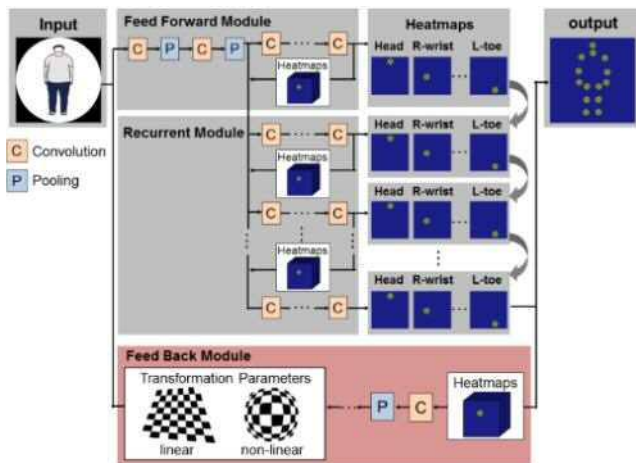 Input
Feed Forward Module
Heatmaps
output
C P C P C ... C
Heatmaps
Head R-wrist L-toe
...
Recurrent Module
C ... C
Heatmaps
Head R-wrist L-toe
...
C Convolution
P Pooling
C ... C
Heatmaps
Head R-wrist L-toe
...
C ... C
Head R-wrist L-toe
...
Feed Back Module
Transformation Parameters
linear non-linear
... P C
Heatmaps